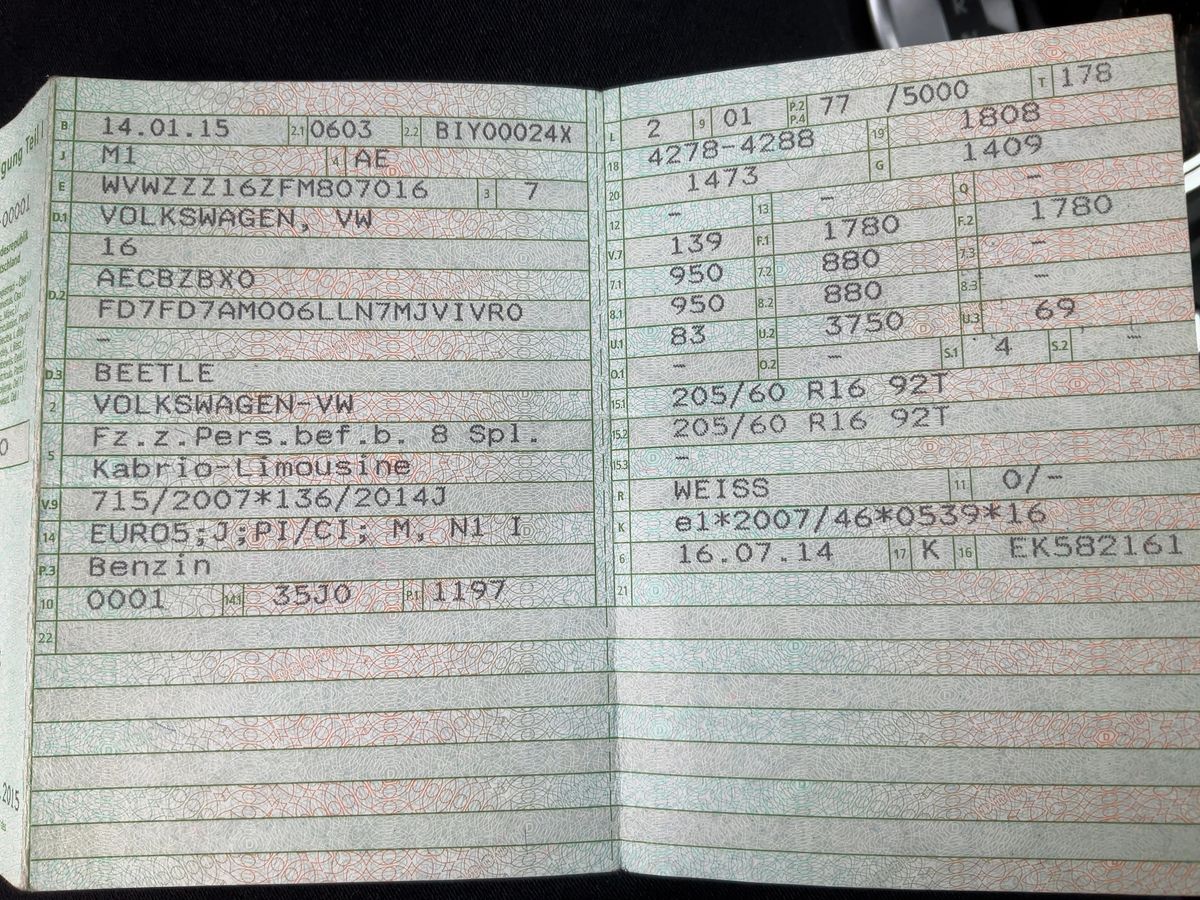 gung Teil I
-00001
B 14.01.15 2.1 0603 2.2 BIY00024X
J M1 4 AE
E WVWZZZ16ZFM807016 3 7
D.1 VOLKSWAGEN, VW
16
AECBZBX0
D.2 FD7FD7AM006LLN7MJVIVR0
-
D.3 BEETLE
2 VOLKSWAGEN-VW
Fz.z.Pers.bef.b. 8 Spl.
5 Kabrio-Limousine
V.9 715/2007*136/2014J
14 EURO5;J;PI/CI; M, N1 I
P.3 Benzin
10 0001 14.1 35J0 P.1 1197
22
2015
L 2 9 01 P.2 P.4 77 /5000 T 178
18 4278-4288 19 1808
20 1473 G 1409
12 - 13 - Q -
V.7 139 F.1 1780 F.2 1780
7.1 950 7.2 880 7.3 -
8.1 950 8.2 880 8.3 -
U.1 83 U.2 3750 U.3 69
O.1 - O.2 - S.1 4 S.2 -
15.1 205/60 R16 92T
15.2 205/60 R16 92T
15.3 -
R WEISS 11 0/-
K e1*2007/46*0539*16
6 16.07.14 17 K 16 EK582161
21